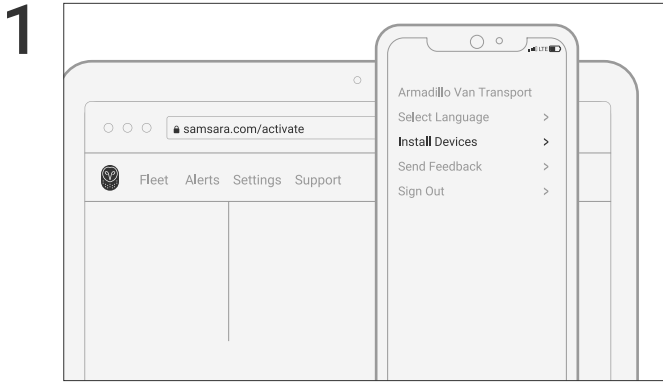 1
LTE
samsara.com/activate
Fleet Alerts Settings Support
Armadillo Van Transport
Select Language >
Install Devices >
Send Feedback >
Sign Out >